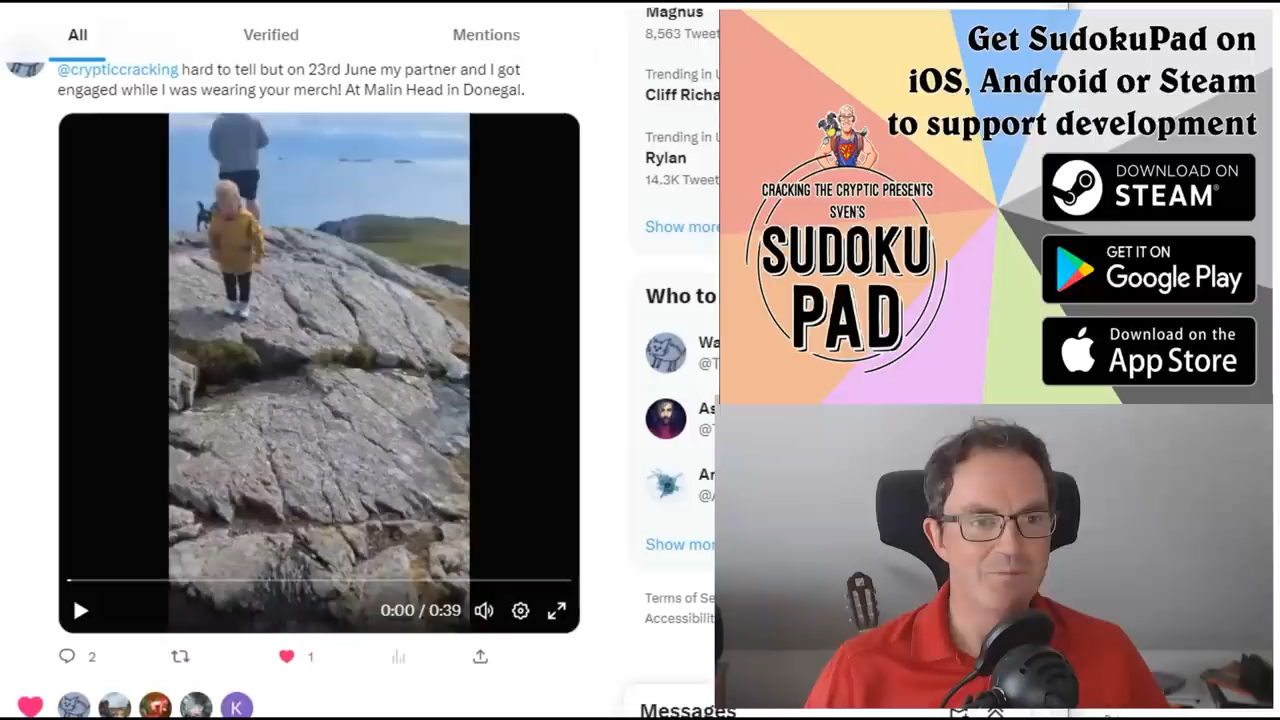 All
Verified
Mentions
@crypticcracking hard to tell but on 23rd June my partner and I got
engaged while I was wearing your merch! At Malin Head in Donegal.
0:00 / 0:39
2
1
K
Magnus
8,563 Tweet
Trending in U
Cliff Richa
Trending in U
Rylan
14.3K Tweet
Show more
Who to
Wa
@T
As
@T
An
@A
Show mor
Terms of Se
Accessibilit
Messages
Get SudokuPad on
iOS, Android or Steam
to support development
CRACKING THE CRYPTIC PRESENTS
SVEN'S
SUDOKU
PAD
DOWNLOAD ON
STEAM®
GET IT ON
Google Play
Download on the
App Store